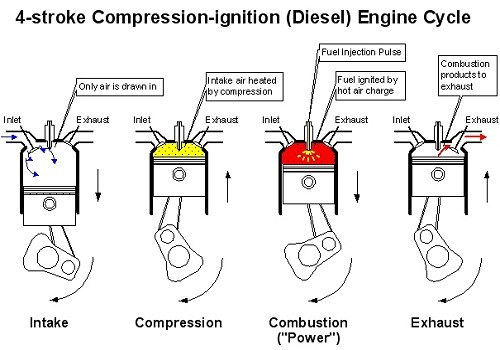 4-stroke Compression-ignition (Diesel) Engine Cycle
Only air is drawn in
Inlet
Exhaust
Intake
Intake air heated
by compression
Inlet
Exhaust
Compression
Fuel Injection Pulse
Fuel ignited by
hot air charge
Inlet
Exhaust
Combustion
("Power")
Combustion
products to
exhaust
Inlet
Exhaust
Exhaust